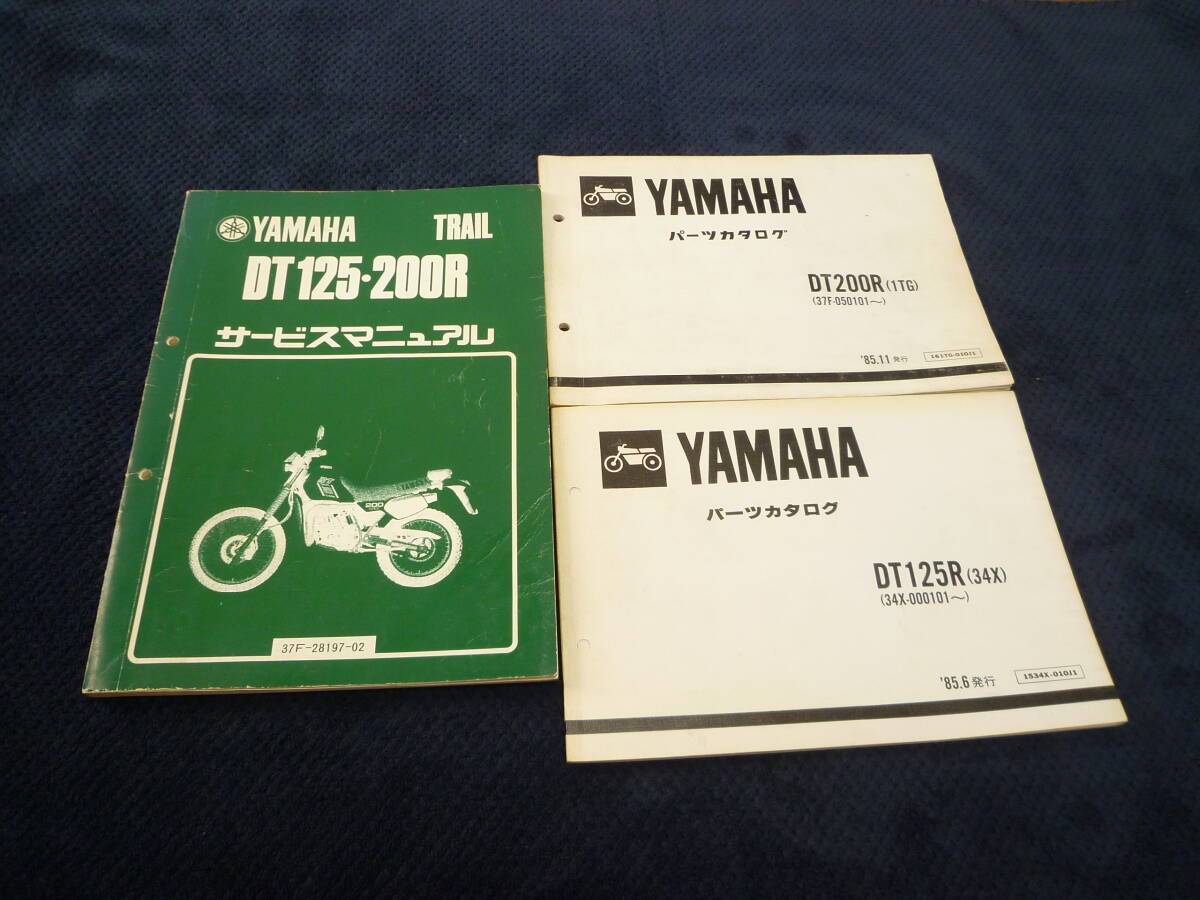 YAMAHA TRAIL
DT125・200R
サービスマニュアル
200
37F-28197-02
YAMAHA
パーツカタログ
DT200R(1TG)
(37F-050101〜)
'85.11 発行
161TG-010J1
YAMAHA
パーツカタログ
DT125R(34X)
(34X-000101〜)
'85.6 発行
1534X-010J1